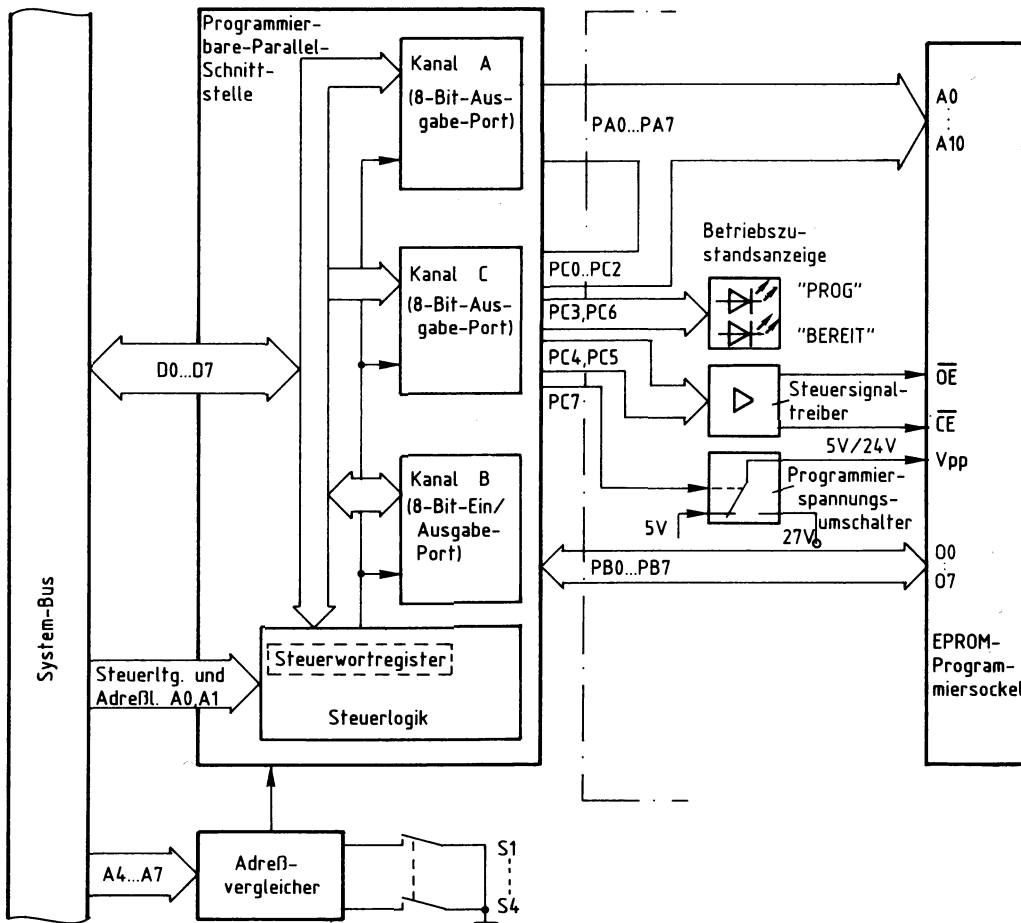 Programmier-
bare-Parallel-
Schnitt-
stelle
Kanal A
(8-Bit-Aus-
gabe-Port)
PA0...PA7
A0
A10
Kanal C
(8-Bit-Aus-
gabe-Port)
PC0..PC2
PC3,PC6
PC4,PC5
PC7
Betriebszu-
standsanzeige
"PROG"
"BEREIT"
D0...D7
Steuersignal-
treiber
O̅E̅
C̅E̅
5V/24V
Vpp
Programmier-
spannungs-
umschalter
5V
27V
Kanal B
(8-Bit-Ein/
Ausgabe-
Port)
PB0...PB7
O0
O7
System-Bus
Steuerltg. und
Adreßl. A0,A1
Steuerwortregister
Steuerlogik
EPROM-
Program-
miersockel
A4...A7
Adreß-
vergleicher
S1
S4